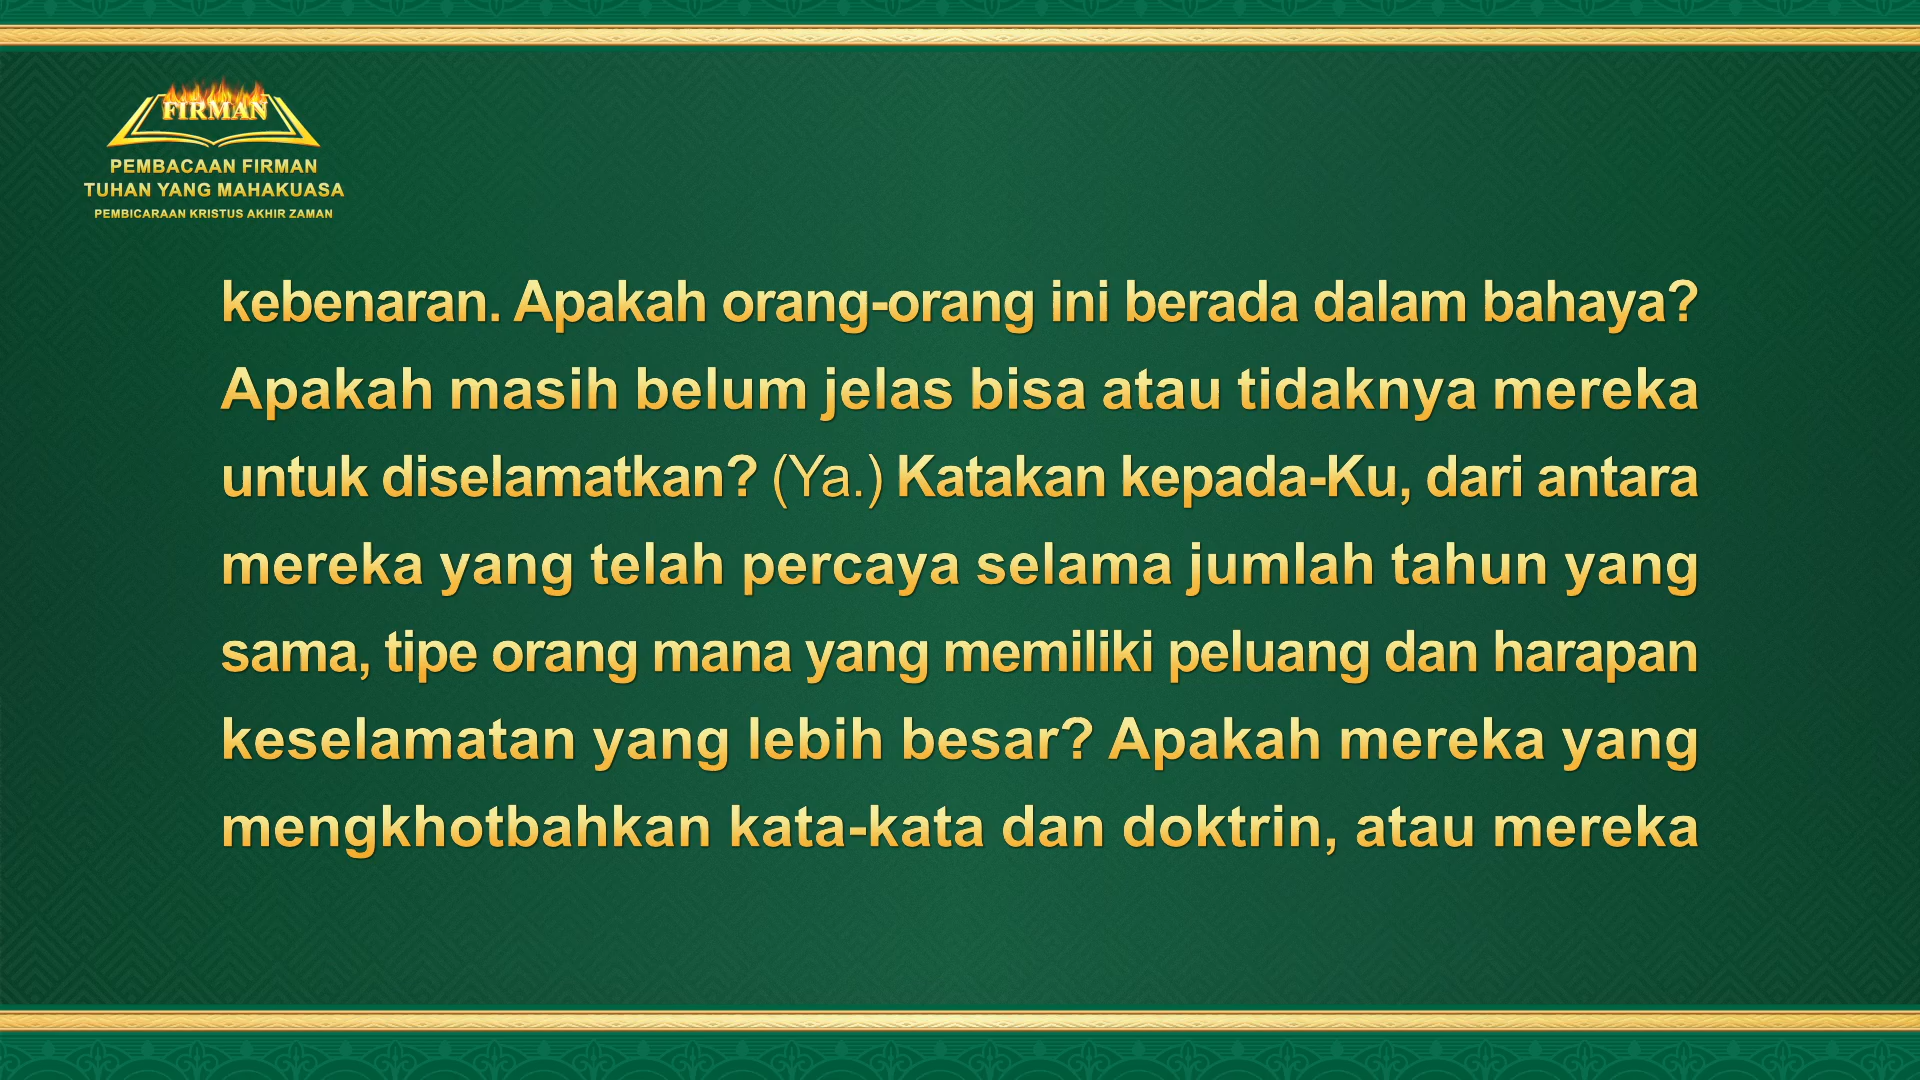 FIRMAN
PEMBACAAN FIRMAN
TUHAN YANG MAHAKUASA
PEMBICARAAN KRISTUS AKHIR ZAMAN
kebenaran. Apakah orang-orang ini berada dalam bahaya?
Apakah masih belum jelas bisa atau tidaknya mereka
untuk diselamatkan? (Ya.) Katakan kepada-Ku, dari antara
mereka yang telah percaya selama jumlah tahun yang
sama, tipe orang mana yang memiliki peluang dan harapan
keselamatan yang lebih besar? Apakah mereka yang
mengkhotbahkan kata-kata dan doktrin, atau mereka